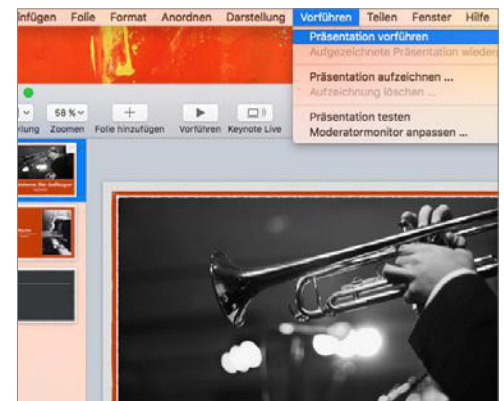 infügen Folie Format Anordnen Darstellung Vorführen Teilen Fenster Hilfe
Präsentation vorführen
Aufgezeichnete Präsentation wieder
Präsentation aufzeichnen ...
Aufzeichnung löschen ...
Präsentation testen
Moderatormonitor anpassen ...
58 %
llung Zoomen Folie hinzufügen Vorführen Keynote Live